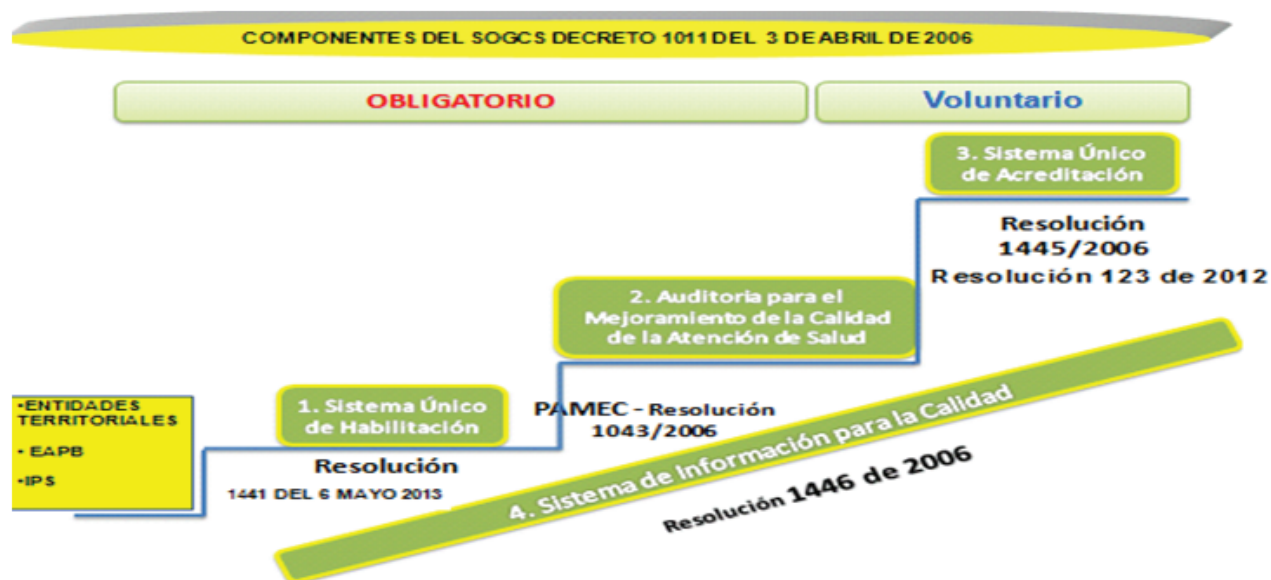 COMPONENTES DEL SOGCS DECRETO 1011 DEL 3 DE ABRIL DE 2006
OBLIGATORIO
Voluntario
3. Sistema Único
de Acreditación
Resolución
1445/2006
Resolución 123 de 2012
2. Auditoria para el
Mejoramiento de la Calidad
de la Atención de Salud
PAMEC - Resolución
1043/2006
1. Sistema Único
de Habilitación
Resolución
1441 DEL 6 MAYO 2013
•ENTIDADES
TERRITORIALES
• EAPB
•IPS
4. Sistema de Información para la Calidad
Resolución 1446 de 2006